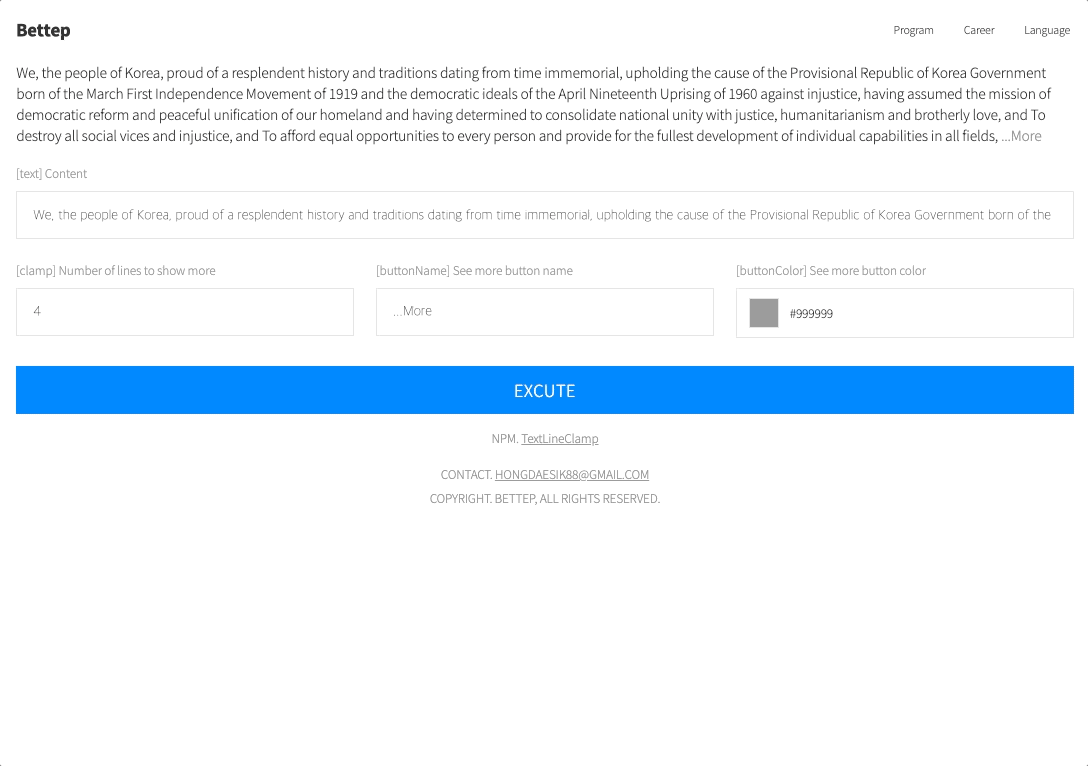 Bettep
Program
Career
Language
We, the people of Korea, proud of a resplendent history and traditions dating from time immemorial, upholding the cause of the Provisional Republic of Korea Government
born of the March First Independence Movement of 1919 and the democratic ideals of the April Nineteenth Uprising of 1960 against injustice, having assumed the mission of
democratic reform and peaceful unification of our homeland and having determined to consolidate national unity with justice, humanitarianism and brotherly love, and To
destroy all social vices and injustice, and To afford equal opportunities to every person and provide for the fullest development of individual capabilities in all fields, ...More
[text] Content
We, the people of Korea, proud of a resplendent history and traditions dating from time immemorial, upholding the cause of the Provisional Republic of Korea Government born of the
[clamp] Number of lines to show more
[buttonName] See more button name
[buttonColor] See more button color
4
...More
#999999
EXCUTE
NPM. TextLineClamp
CONTACT. HONGDAESIK88@GMAIL.COM
COPYRIGHT. BETTEP, ALL RIGHTS RESERVED.